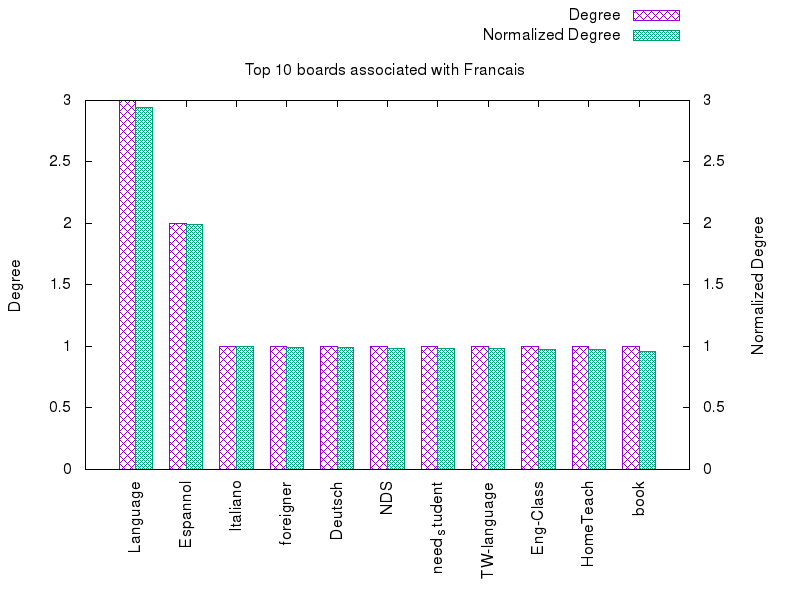 Degree
Normalized Degree
Top 10 boards associated with Francais
3
2.5
2
1.5
1
0.5
0
3
2.5
2
1.5
1
0.5
0
Degree
Normalized Degree
Language
Espannol
Italiano
foreigner
Deutsch
NDS
need_student
TW-language
Eng-Class
HomeTeach
book